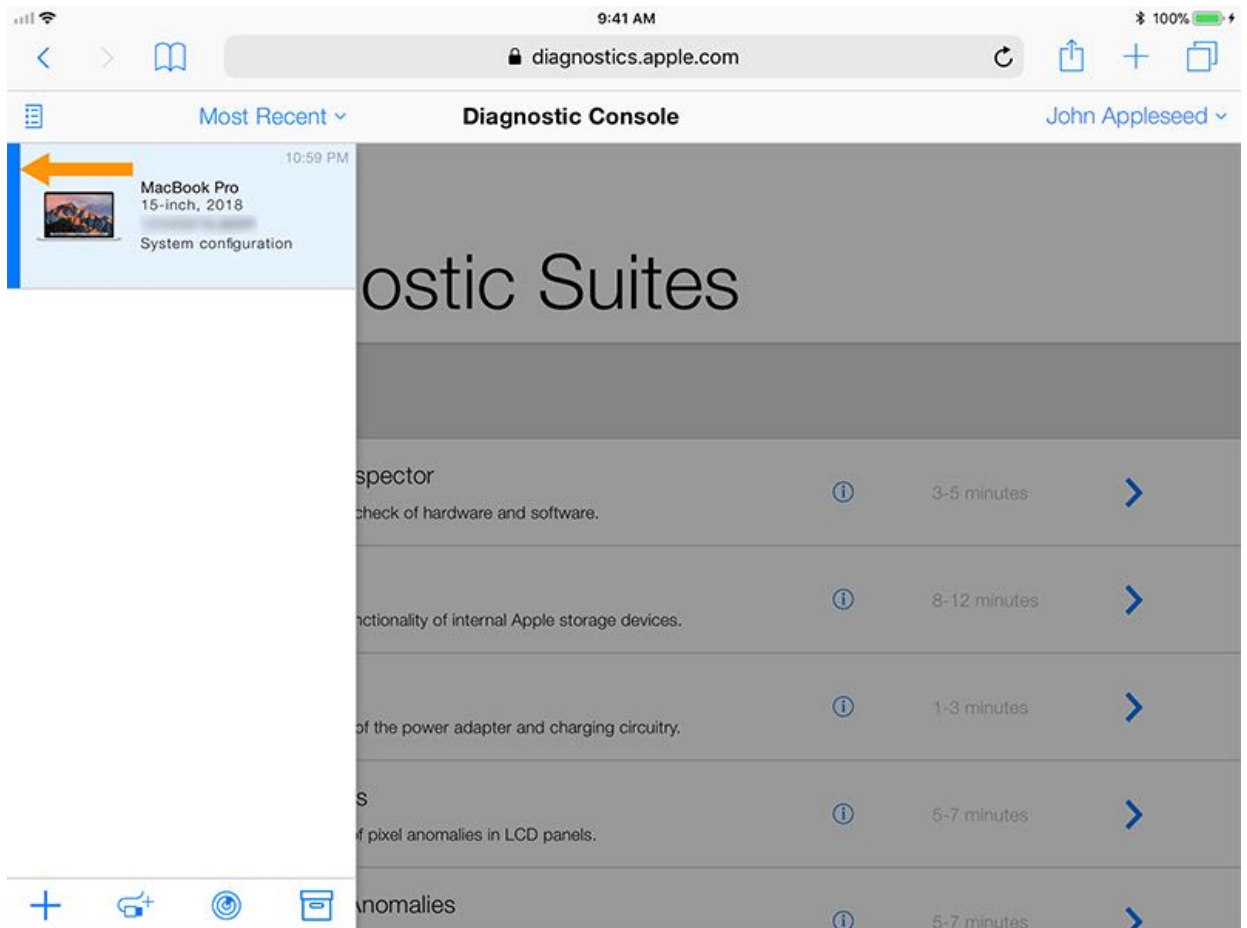 9:41 AM
100%
diagnostics.apple.com
Most Recent
Diagnostic Console
John Appleseed
10:59 PM
MacBook Pro
15-inch, 2018
System configuration
ostic Suites
spector
check of hardware and software.
3-5 minutes
nctionality of internal Apple storage devices.
8-12 minutes
of the power adapter and charging circuitry.
1-3 minutes
s
of pixel anomalies in LCD panels.
5-7 minutes
Anomalies
5-7 minutes